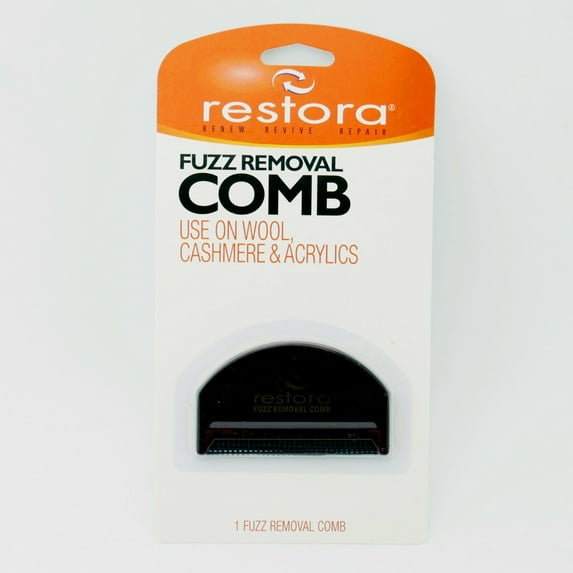 restora®
RENEW REVIVE REPAIR
FUZZ REMOVAL
COMB
USE ON WOOL,
CASHMERE & ACRYLICS
restora
FUZZ REMOVAL COMB
1 FUZZ REMOVAL COMB